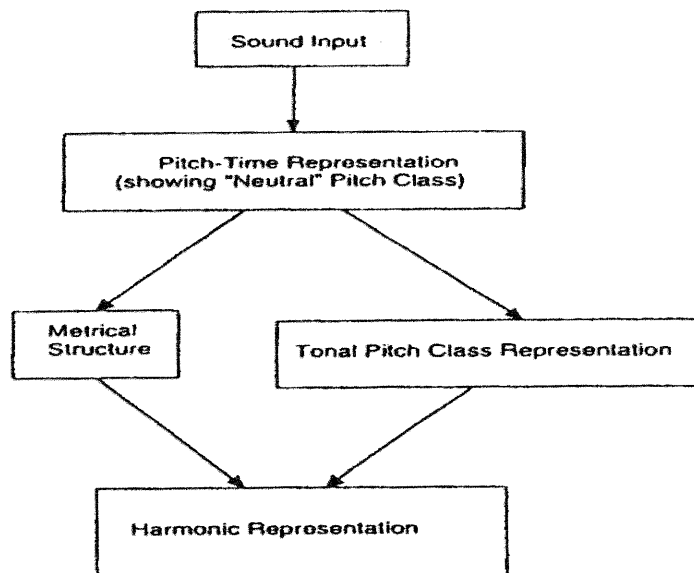 Sound Input
Pitch-Time Representation
(showing "Neutral" Pitch Class)
Metrical
Structure
Tonal Pitch Class Representation
Harmonic Representation